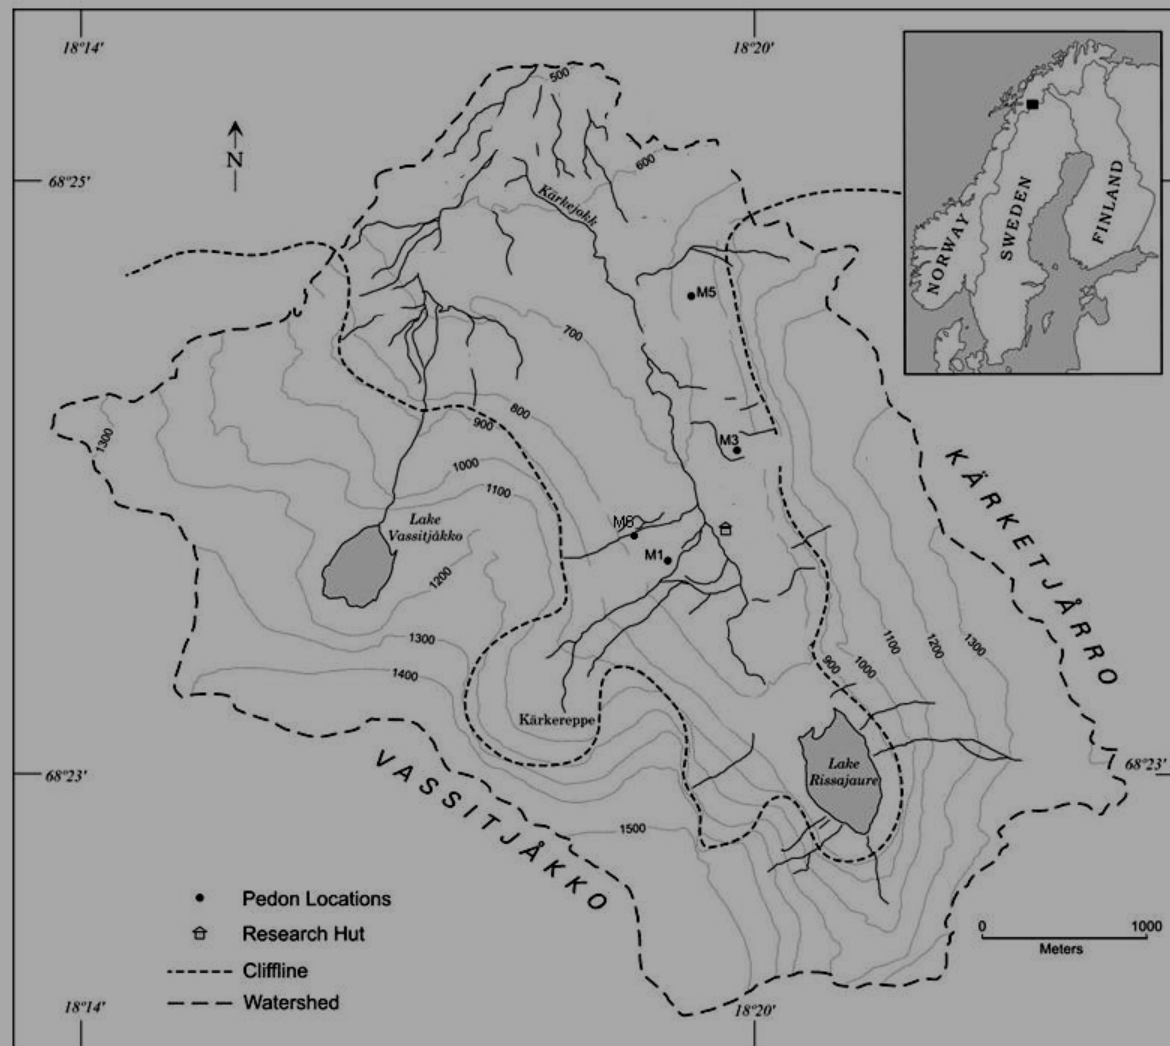 18°14'
18°20'
500
N
600
68°25'
Kärkejokk
NORWAY
SWEDEN
FINLAND
M5
700
800
900
1300
M3
1000
1100
KÄRKETJÅRRO
Lake
Vassitjåkko
M6
M1
1200
1300
1400
900
1000
1100
1200
1300
Kärkereppe
68°23'
Lake
Rissajaure
68°23'
VASSITJÅKKO
1500
Pedon Locations
Research Hut
Cliffline
Watershed
0
1000
Meters
18°14'
18°20'